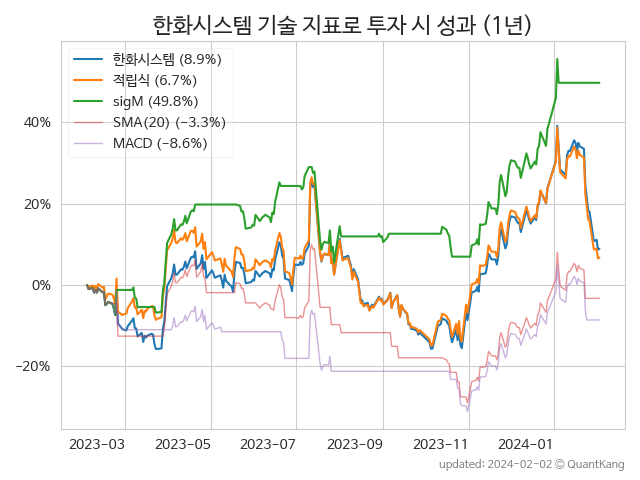 한화시스템 기술 지표로 투자 시 성과 (1년)
한화시스템 (8.9%)
적립식 (6.7%)
sigM (49.8%)
SMA(20) (−3.3%)
MACD (−8.6%)
40%
20%
0%
−20%
2023-03 2023-05 2023-07 2023-09 2023-11 2024-01
updated: 2024-02-02 © QuantKang